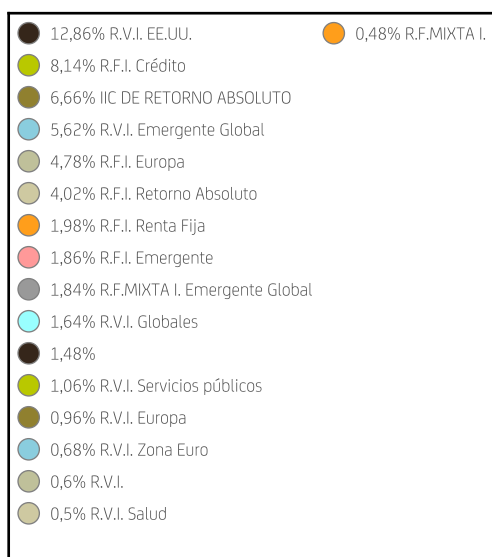 12,86% R.V.I. EE.UU.
8,14% R.F.I. Crédito
6,66% IIC DE RETORNO ABSOLUTO
5,62% R.V.I. Emergente Global
4,78% R.F.I. Europa
4,02% R.F.I. Retorno Absoluto
1,98% R.F.I. Renta Fija
1,86% R.F.I. Emergente
1,84% R.F.MIXTA I. Emergente Global
1,64% R.V.I. Globales
1,48%
1,06% R.V.I. Servicios públicos
0,96% R.V.I. Europa
0,68% R.V.I. Zona Euro
0,6% R.V.I.
0,5% R.V.I. Salud
0,48% R.F.MIXTA I.